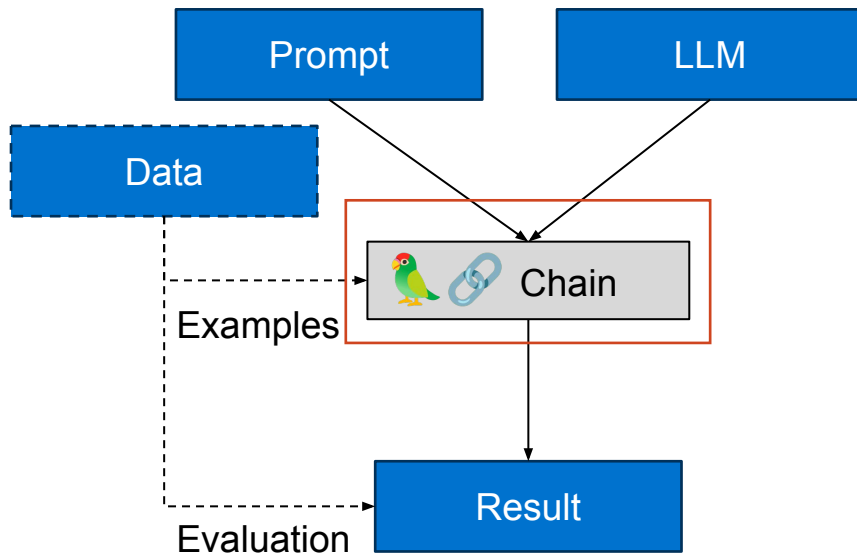 Prompt
LLM
Data
Chain
Examples
Result
Evaluation